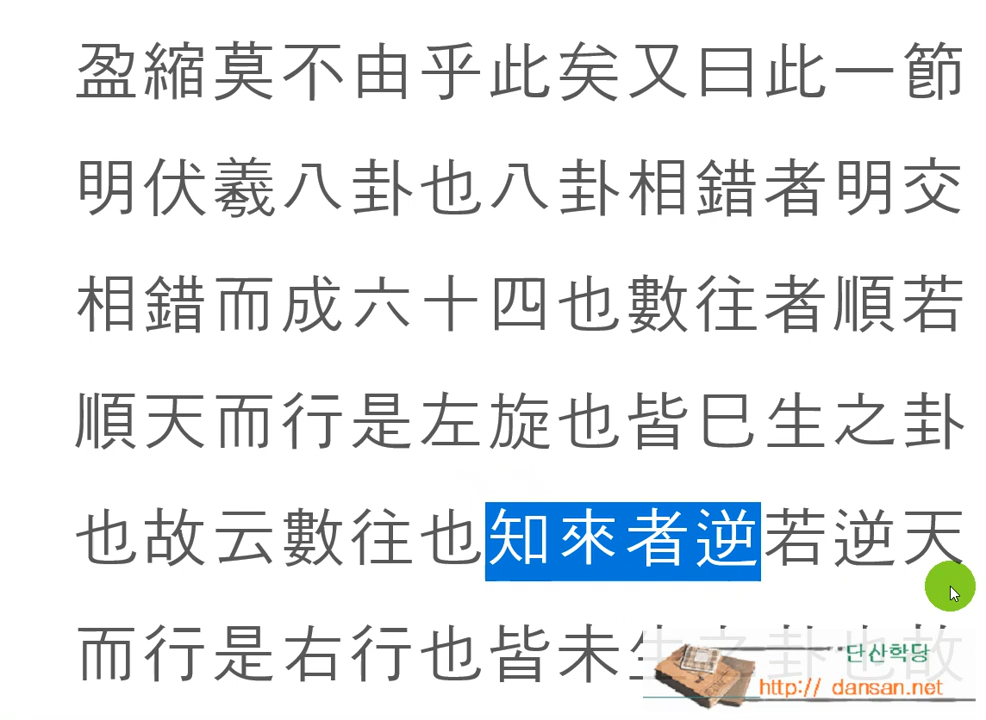 盈縮莫不由乎此矣又曰此一節
明伏羲八卦也八卦相錯者明交
相錯而成六十四也數往者順若
順天而行是左旋也皆巳生之卦
也故云數往也知來者逆若逆天
而行是右行也皆未生之卦也故
단산학당
http:// dansan.net